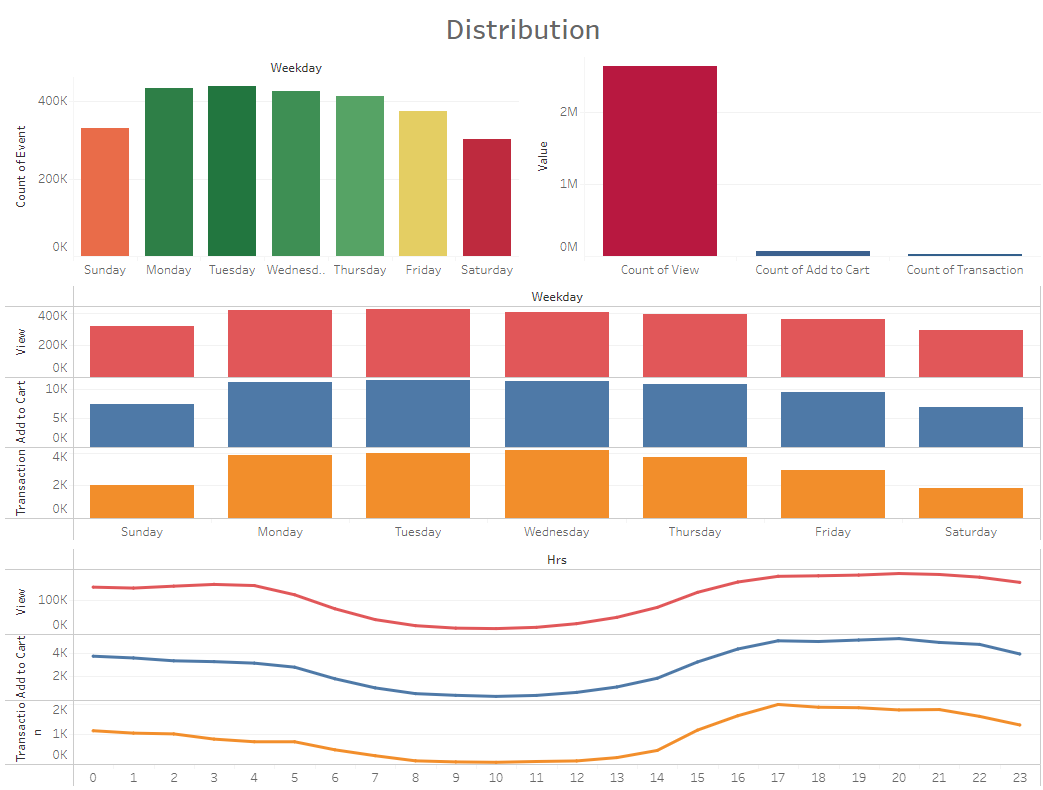 Distribution
Weekday
Count of Event
400K
200K
0K
Sunday Monday Tuesday Wednesd.. Thursday Friday Saturday
Value
2M
1M
0M
Count of View Count of Add to Cart Count of Transaction
Weekday
View
400K
200K
0K
Add to Cart
10K
5K
0K
Transaction
4K
2K
0K
Sunday Monday Tuesday Wednesday Thursday Friday Saturday
Hrs
View
100K
0K
Add to Cart
4K
2K
Transactio
n
2K
1K
0K
0 1 2 3 4 5 6 7 8 9 10 11 12 13 14 15 16 17 18 19 20 21 22 23